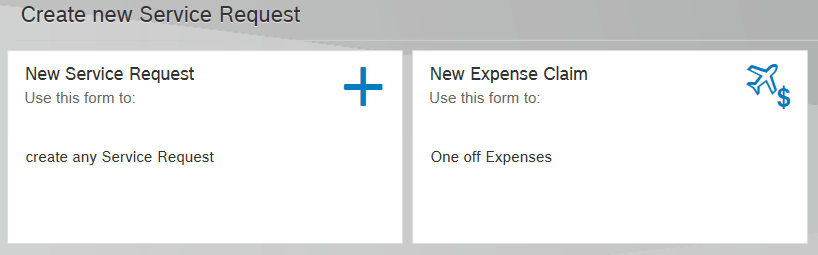 Create new Service Request
New Service Request
Use this form to:
create any Service Request
New Expense Claim
Use this form to:
$
One off Expenses